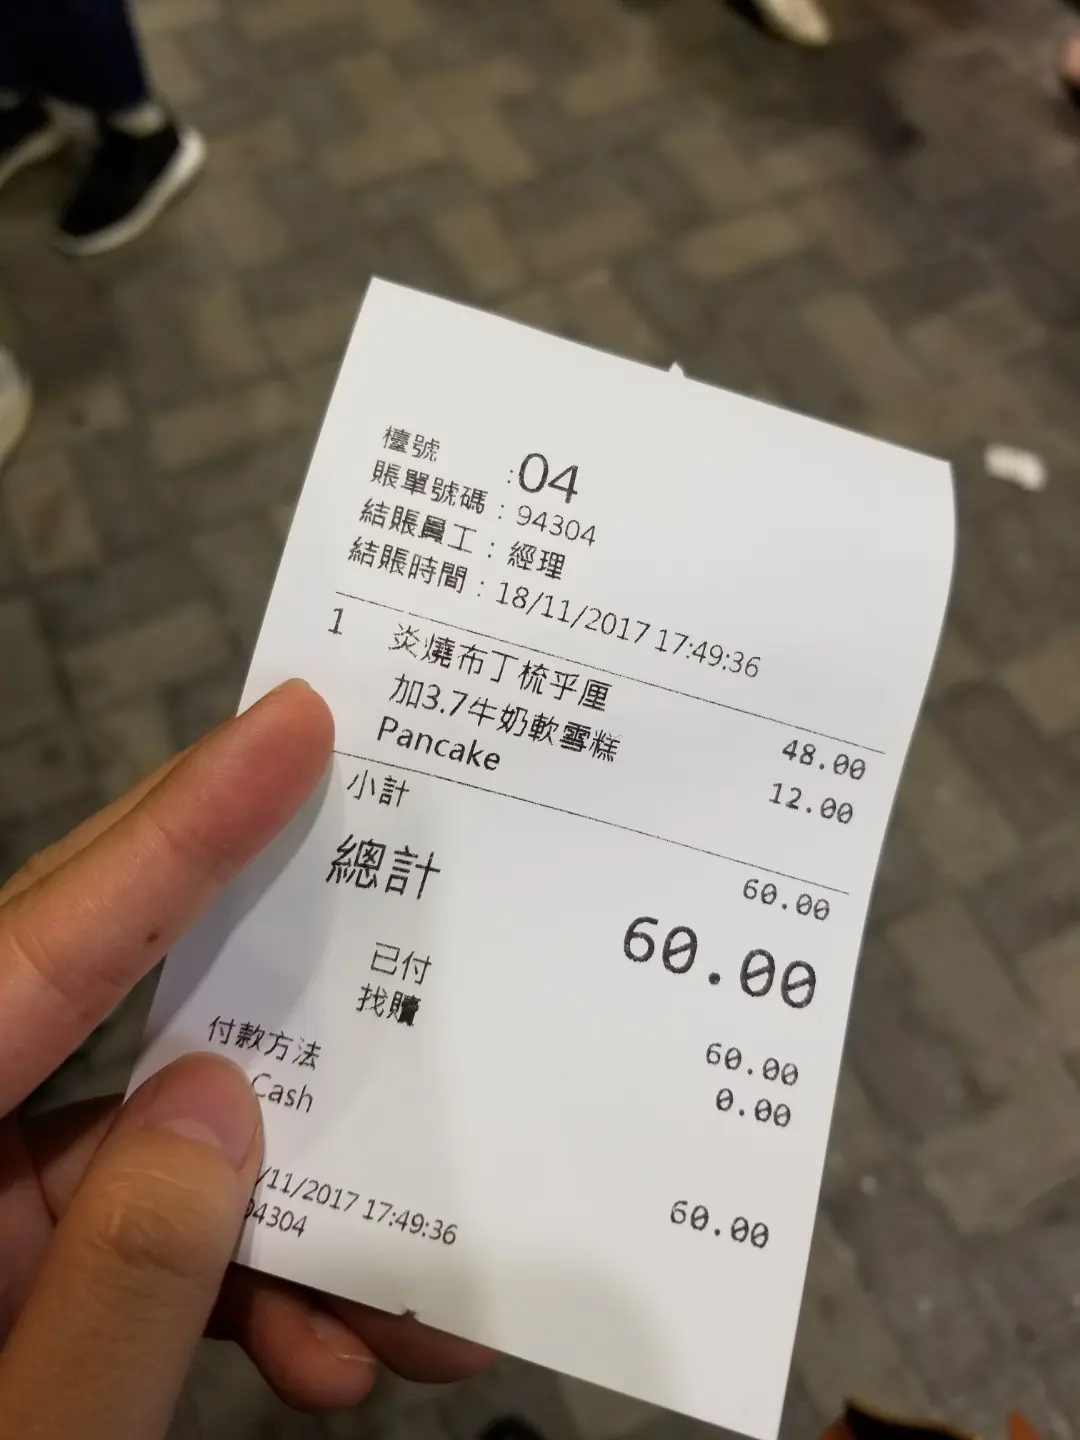 檯號 :04
賬單號碼 : 94304
結賬員工 : 經理
結賬時間 : 18/11/2017 17:49:36
1 炎燒布丁梳乎厘 48.00
加3.7牛奶軟雪糕 12.00
Pancake
小計 60.00
總計 60.00
已付 60.00
找贖 0.00
付款方法
Cash 60.00
/11/2017 17:49:36
94304